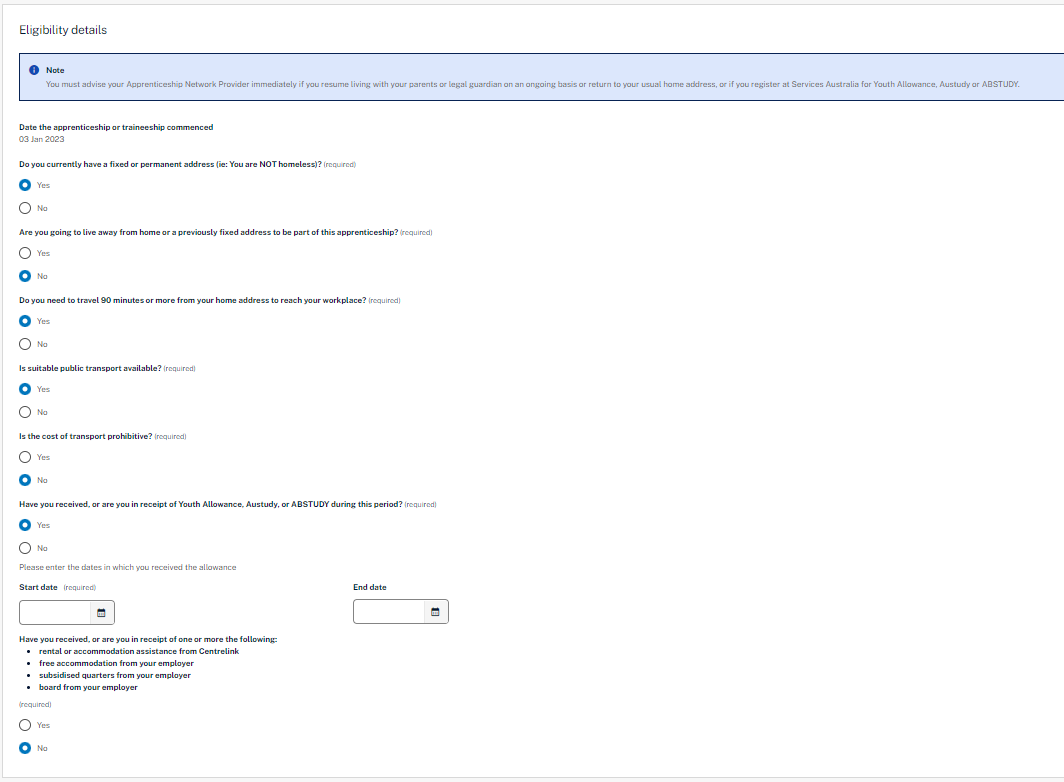 Eligibility details
Note
You must advise your Apprenticeship Network Provider immediately if you resume living with your parents or legal guardian on an ongoing basis or return to your usual home address, or if you register at Services Australia for Youth Allowance, Austudy or ABSTUDY.
Date the apprenticeship or traineeship commenced
03 Jan 2023
Do you currently have a fixed or permanent address (ie: You are NOT homeless)? (required)
Yes
No
Are you going to live away from home or a previously fixed address to be part of this apprenticeship? (required)
Yes
No
Do you need to travel 90 minutes or more from your home address to reach your workplace? (required)
Yes
No
Is suitable public transport available? (required)
Yes
No
Is the cost of transport prohibitive? (required)
Yes
No
Have you received, or are you in receipt of Youth Allowance, Austudy, or ABSTUDY during this period? (required)
Yes
No
Please enter the dates in which you received the allowance
Start date (required) End date
Have you received, or are you in receipt of one or more the following:
• rental or accommodation assistance from Centrelink
• free accommodation from your employer
• subsidised quarters from your employer
• board from your employer
(required)
Yes
No